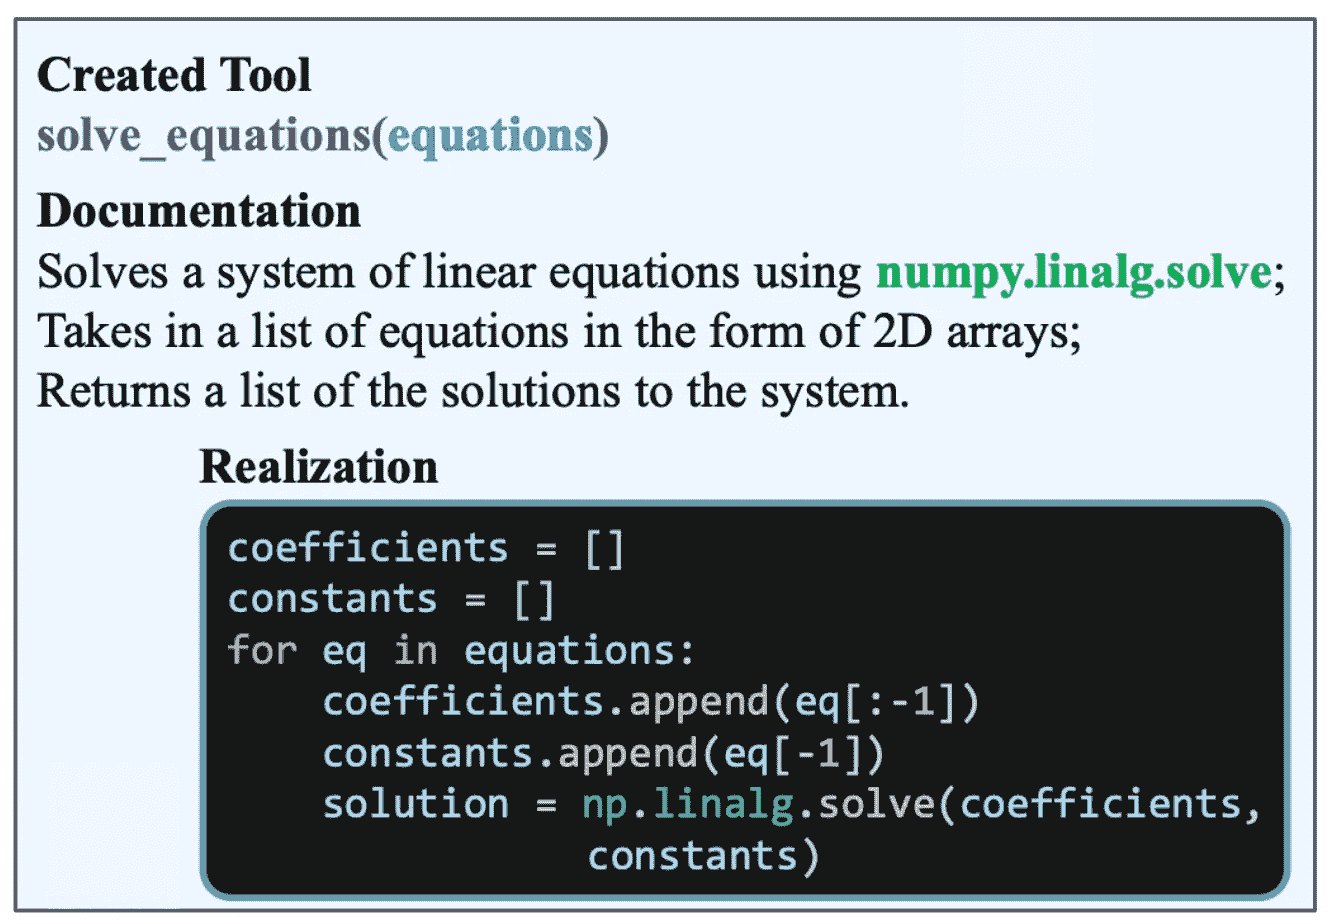 Created Tool
solve_equations(equations)
Documentation
Solves a system of linear equations using numpy.linalg.solve;
Takes in a list of equations in the form of 2D arrays;
Returns a list of the solutions to the system.
Realization
coefficients = []
constants = []
for eq in equations:
    coefficients.append(eq[:-1])
    constants.append(eq[-1])
    solution = np.linalg.solve(coefficients,
               constants)